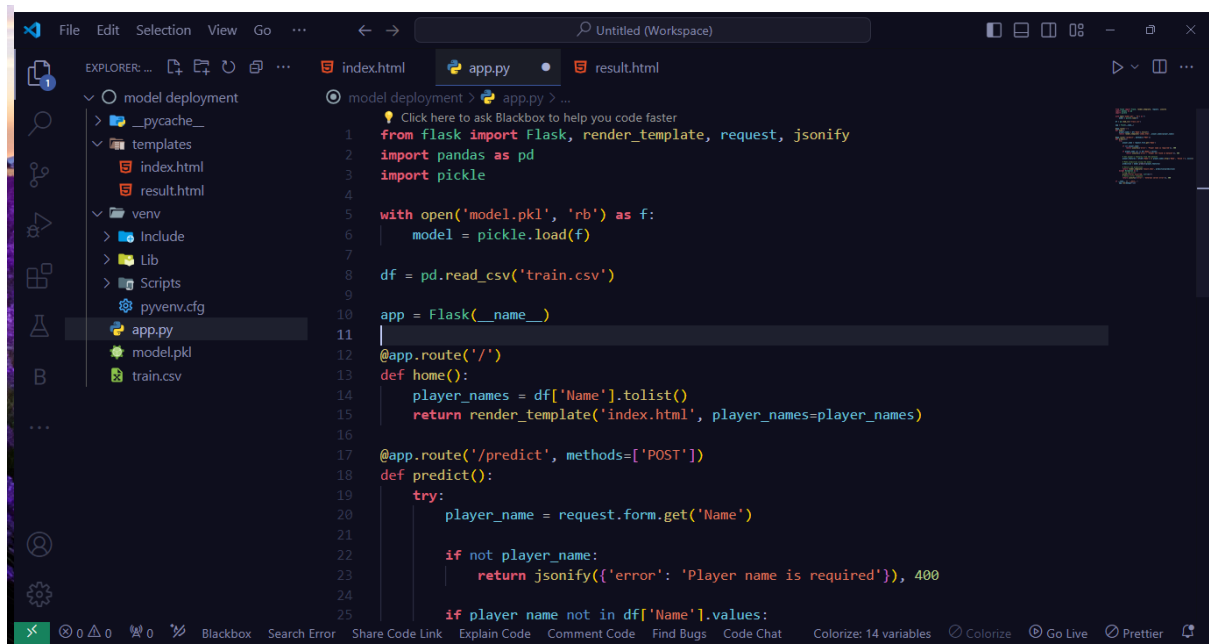 File Edit Selection View Go ··· Untitled (Workspace)
EXPLORER: ... ···
index.html app.py result.html
1
model deployment
model deployment > app.py > ...
Click here to ask Blackbox to help you code faster
__pycache__
templates
index.html
result.html
venv
Include
Lib
Scripts
pyvenv.cfg
app.py
model.pkl
train.csv
B
1 from flask import Flask, render_template, request, jsonify
2 import pandas as pd
3 import pickle
4
5 with open('model.pkl', 'rb') as f:
6 model = pickle.load(f)
7
8 df = pd.read_csv('train.csv')
9
10 app = Flask(__name__)
11
12 @app.route('/')
13 def home():
14 player_names = df['Name'].tolist()
15 return render_template('index.html', player_names=player_names)
16
17 @app.route('/predict', methods=['POST'])
18 def predict():
19 try:
20 player_name = request.form.get('Name')
21
22 if not player_name:
23 return jsonify({'error': 'Player name is required'}), 400
24
25 if player_name not in df['Name'].values:
0 0 0 Blackbox Search Error Share Code Link Explain Code Comment Code Find Bugs Code Chat Colorize: 14 variables Colorize Go Live Prettier